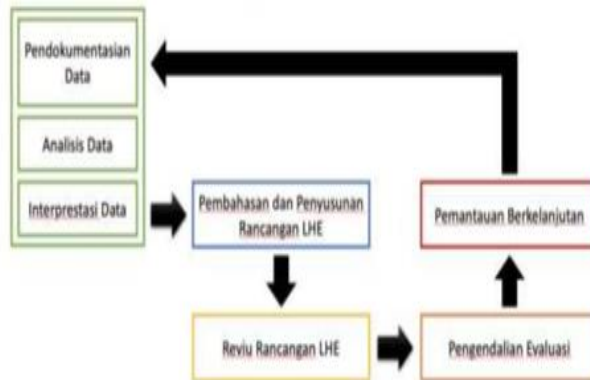 Pendokumentasian
Data
Analisis Data
Interprestasi Data
Pembahasan dan Penyusunan
Rancangan LHE
Pemantauan Berkelanjutan
Reviu Rancangan LHE
Pengendalian Evaluasi